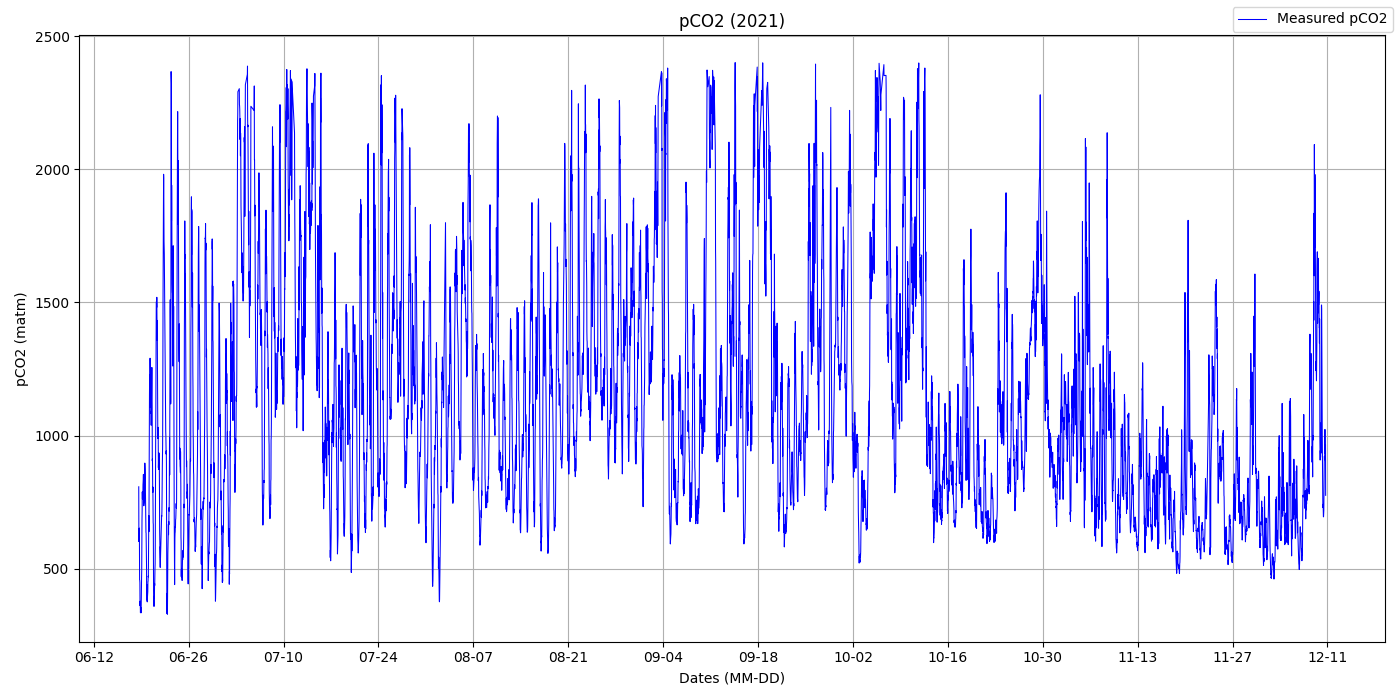 pCO2 (2021)
Measured pCO2
2500
2000
1500
1000
500
pCO2 (matm)
06-12 06-26 07-10 07-24 08-07 08-21 09-04 09-18 10-02 10-16 10-30 11-13 11-27 12-11
Dates (MM-DD)